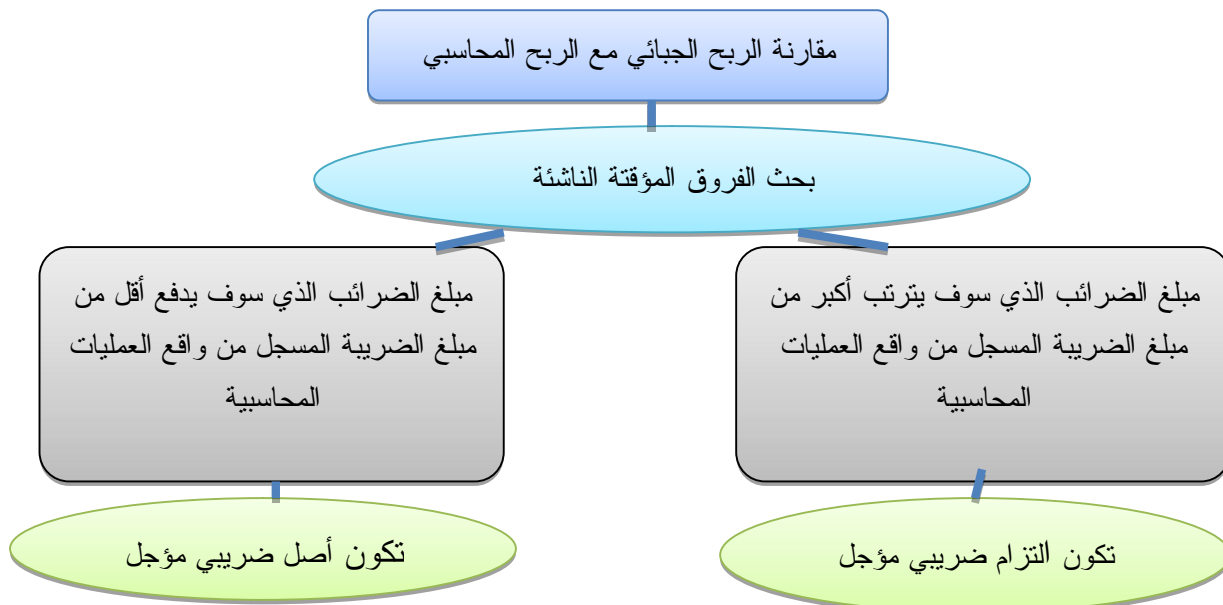 مقارنة الربح الجبائي مع الربح المحاسبي
بحث الفروق المؤقتة الناشئة
مبلغ الضرائب الذي سوف يترتب أكبر من
مبلغ الضريبة المسجل من واقع العمليات
المحاسبية
مبلغ الضرائب الذي سوف يدفع أقل من
مبلغ الضريبة المسجل من واقع العمليات
المحاسبية
تكون التزام ضريبي مؤجل
تكون أصل ضريبي مؤجل